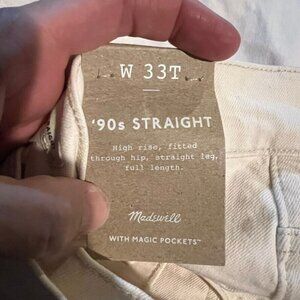 W 33T
'90s STRAIGHT
High rise, fitted
through hip, straight leg,
full length.
Madewell
WITH MAGIC POCKETS™